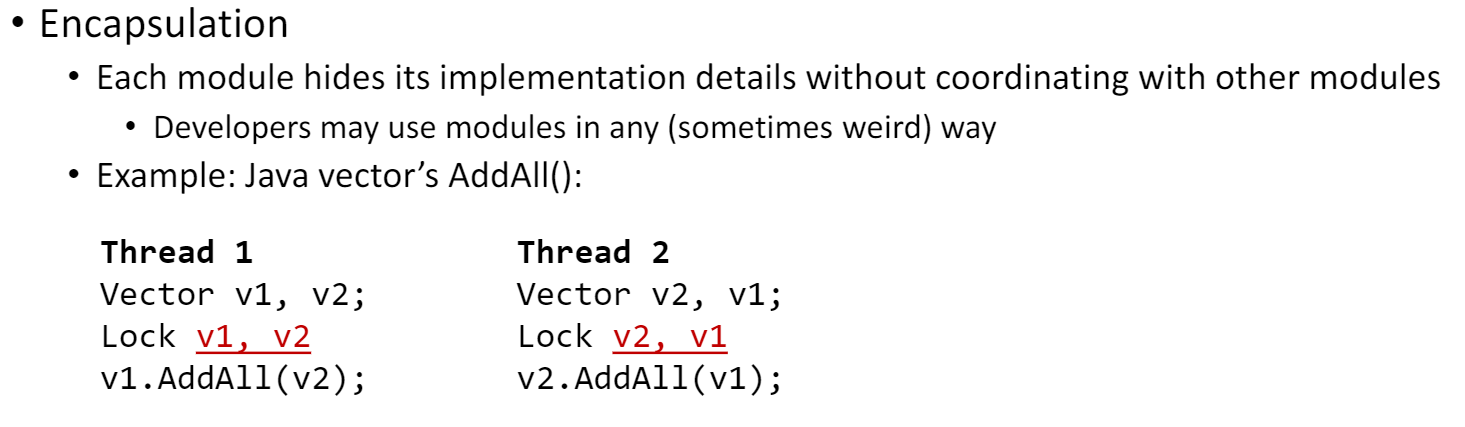 • Encapsulation
• Each module hides its implementation details without coordinating with other modules
• Developers may use modules in any (sometimes weird) way
• Example: Java vector’s AddAll():
Thread 1
Vector v1, v2;
Lock v1, v2
v1.AddAll(v2);
Thread 2
Vector v2, v1;
Lock v2, v1
v2.AddAll(v1);